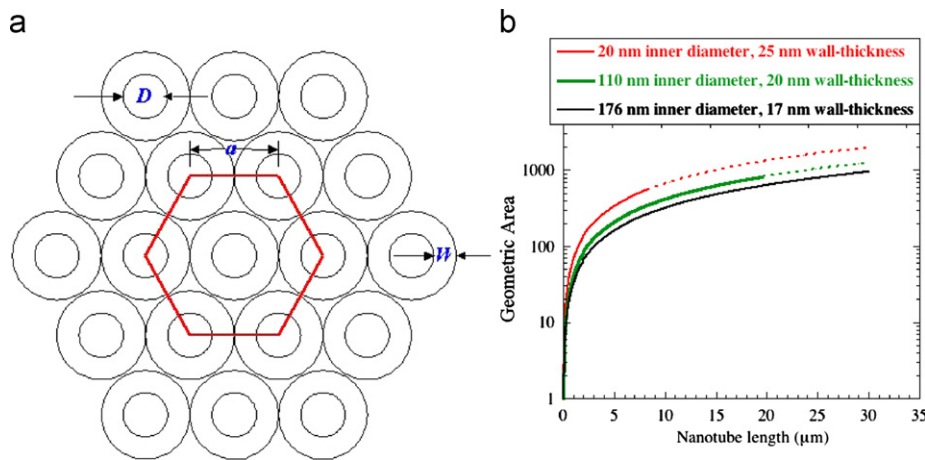 a
D
a
W
b
20 nm inner diameter, 25 nm wall-thickness
110 nm inner diameter, 20 nm wall-thickness
176 nm inner diameter, 17 nm wall-thickness
1000
100
10
1
Geometric Area
0 5 10 15 20 25 30 35
Nanotube length (μm)